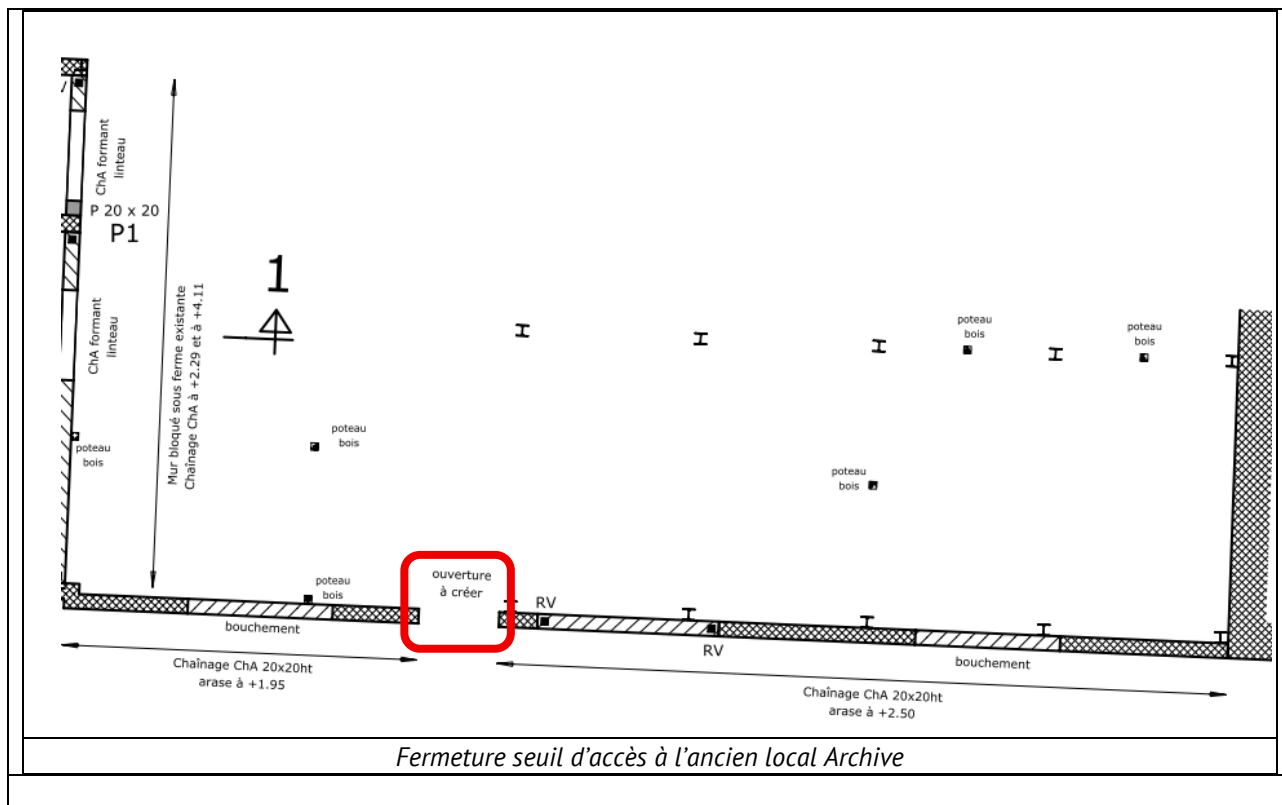 ChA formant
linteau
P 20 x 20
P1
ChA formant
linteau
Mur bloqué sous ferme existante
Chaînage ChA à +2.29 et à +4.11
1
poteau
bois
poteau
bois
poteau
bois
poteau
bois
poteau
bois
poteau
bois
ouverture
à créer
RV
RV
bouchement
bouchement
Chaînage ChA 20x20ht
arase à +1.95
Chaînage ChA 20x20ht
arase à +2.50
Fermeture seuil d’accès à l’ancien local Archive